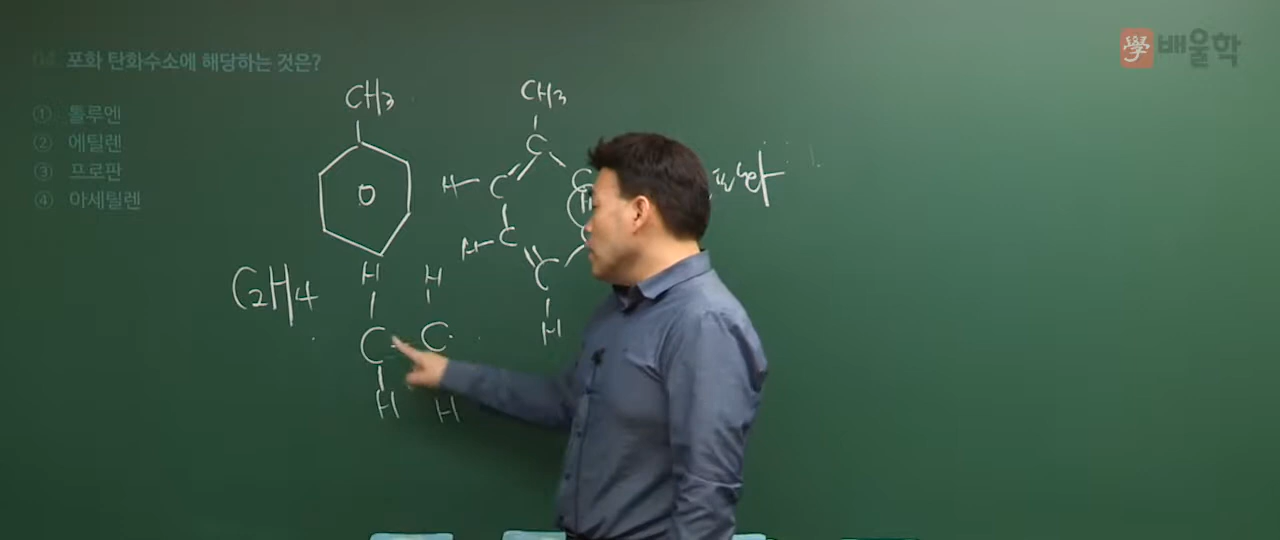 04 포화 탄화수소에 해당하는 것은?
① 톨루엔
② 에틸렌
③ 프로판
④ 아세틸렌
學 배울학
CH3
CH3
C
H C C
H C
C
H
C2H4
H H
C C
H H